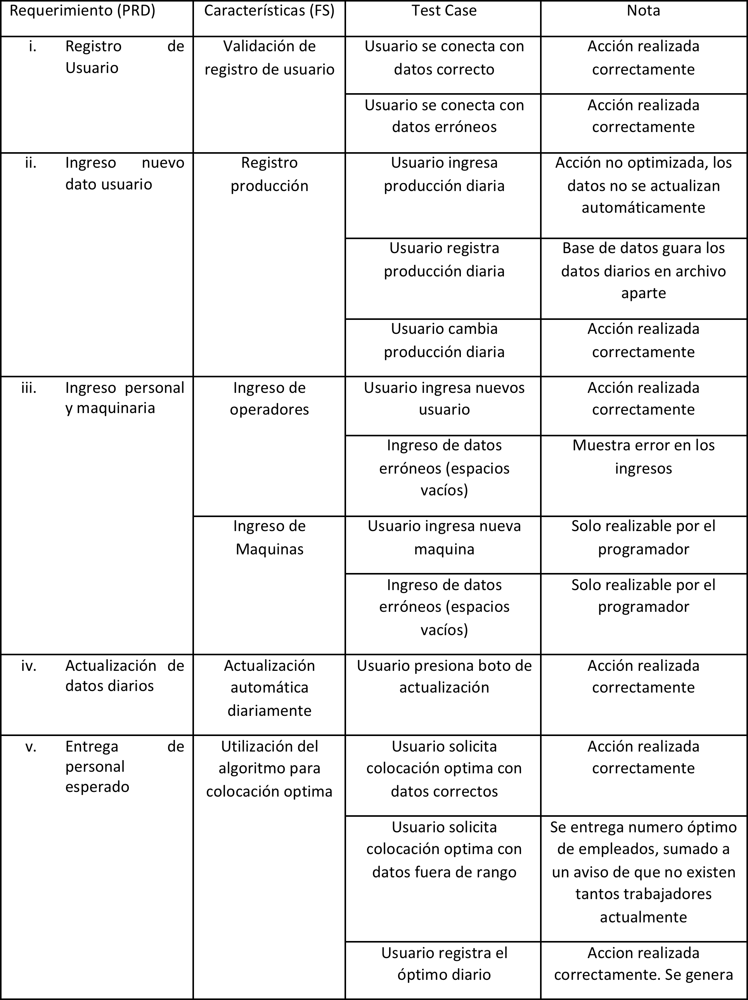 Requerimiento (PRD)
Características (FS)
Test Case
Nota
i. Registro de
Usuario
Validación de
registro de usuario
Usuario se conecta con
datos correcto
Acción realizada
correctamente
Usuario se conecta con
datos erróneos
Acción realizada
correctamente
ii. Ingreso nuevo
dato usuario
Registro
producción
Usuario ingresa
producción diaria
Acción no optimizada, los
datos no se actualizan
automáticamente
Usuario registra
producción diaria
Base de datos guara los
datos diarios en archivo
aparte
Usuario cambia
producción diaria
Acción realizada
correctamente
iii. Ingreso personal
y maquinaria
Ingreso de
operadores
Usuario ingresa nuevos
usuario
Acción realizada
correctamente
Ingreso de datos
erróneos (espacios
vacíos)
Muestra error en los
ingresos
Ingreso de
Maquinas
Usuario ingresa nueva
maquina
Solo realizable por el
programador
Ingreso de datos
erróneos (espacios
vacíos)
Solo realizable por el
programador
iv. Actualización de
datos diarios
Actualización
automática
diariamente
Usuario presiona boto de
actualización
Acción realizada
correctamente
v. Entrega de
personal
esperado
Utilización del
algoritmo para
colocación optima
Usuario solicita
colocación optima con
datos correctos
Acción realizada
correctamente
Usuario solicita
colocación optima con
datos fuera de rango
Se entrega numero óptimo
de empleados, sumado a
un aviso de que no existen
tantos trabajadores
actualmente
Usuario registra el
óptimo diario
Accion realizada
correctamente. Se genera